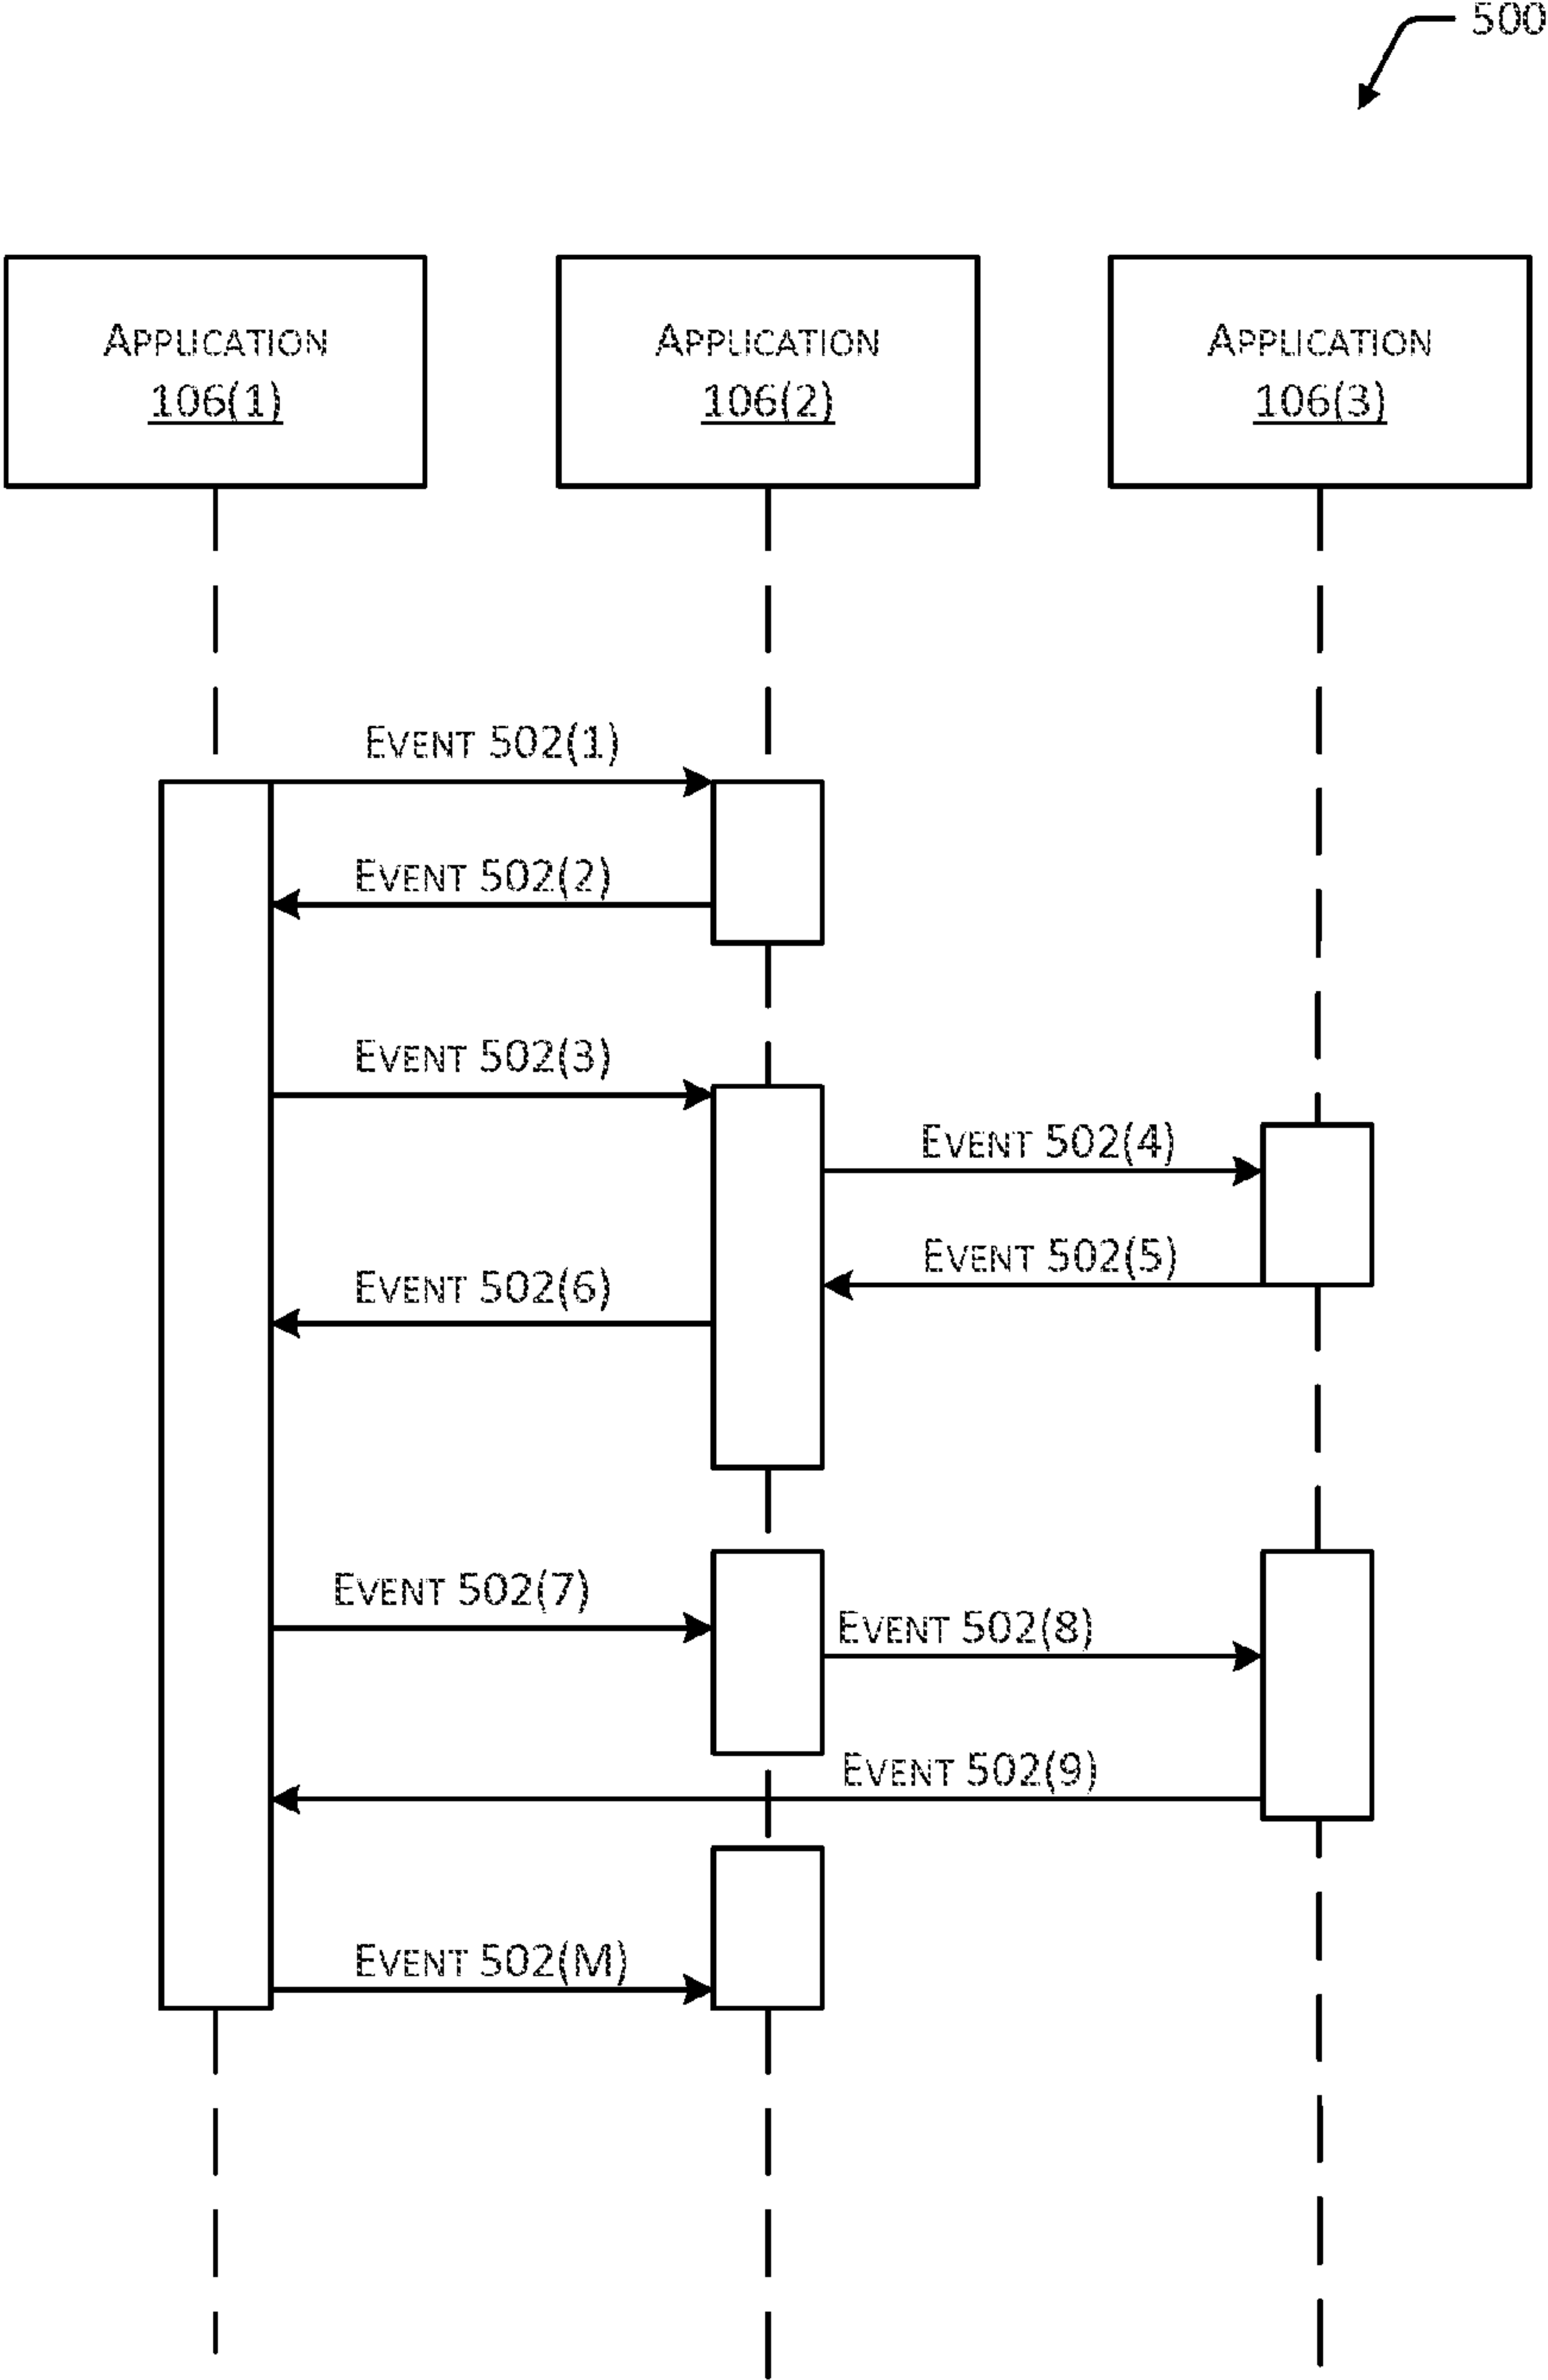 500
APPLICATION
106(1)
APPLICATION
106(2)
APPLICATION
106(3)
EVENT 502(1)
EVENT 502(2)
EVENT 502(3)
EVENT 502(4)
EVENT 502(5)
EVENT 502(6)
EVENT 502(7)
EVENT 502(8)
EVENT 502(9)
EVENT 502(M)